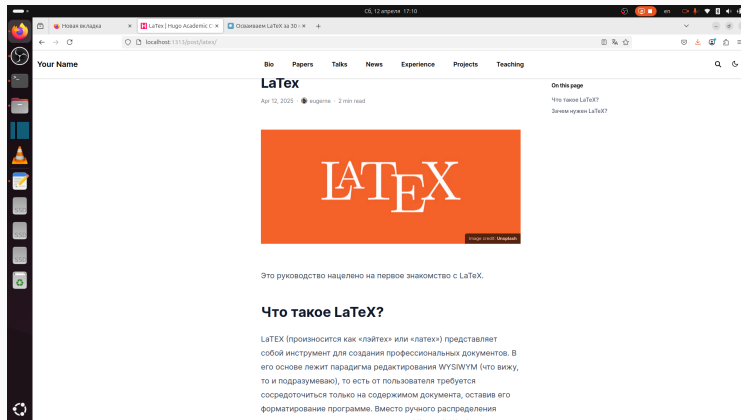 Сб, 12 апреля 17:10
en
Новая вкладка
LaTex | Hugo Academic C
Осваиваем LaTeX за 30
localhost:1313/post/latex/
Your Name
Bio Papers Talks News Experience Projects Teaching
LaTex
Apr 12, 2025 · eugerne · 2 min read
On this page
Что такое LaTeX?
Зачем нужен LaTeX?
LATEX
Image credit: Unsplash
Это руководство нацелено на первое знакомство с LaTeX.
Что такое LaTeX?
LaTEX (произносится как «лэйтех» или «латех») представляет
собой инструмент для создания профессиональных документов. В
его основе лежит парадигма редактирования WYSIWYM (что вижу,
то и подразумеваю), то есть от пользователя требуется
сосредоточиться только на содержимом документа, оставив его
форматирование программе. Вместо ручного распределения
SSD
SSD
SSD